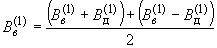 B_в^(1) = ((B_в^(1) + B_д^(1)) + (B_в^(1) − B_д^(1))) / 2